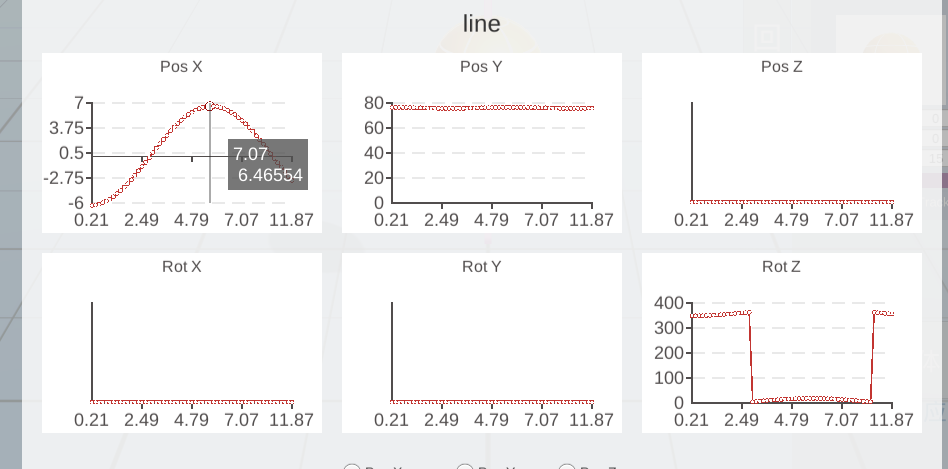 line
Pos X
Pos Y
Pos Z
7
3.75
0.5
-2.75
-6
7.07
6.46554
0.21 2.49 4.79 7.07 11.87
80
60
40
20
0
0.21 2.49 4.79 7.07 11.87
0.21 2.49 4.79 7.07 11.87
Rot X
Rot Y
Rot Z
0.21 2.49 4.79 7.07 11.87
0.21 2.49 4.79 7.07 11.87
400
300
200
100
0
0.21 2.49 4.79 7.07 11.87